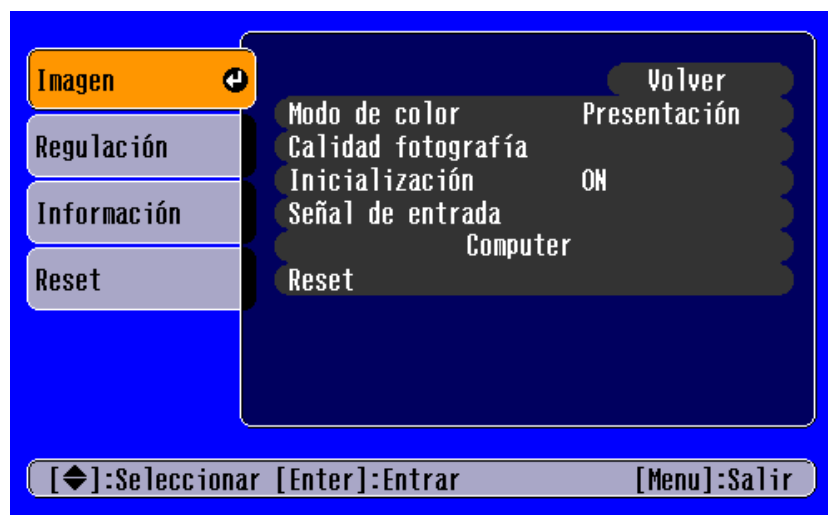 Imagen
Regulación
Información
Reset
Volver
Modo de color Presentación
Calidad fotografía
Inicialización ON
Señal de entrada
Computer
Reset
[◆]:Seleccionar [Enter]:Entrar [Menu]:Salir